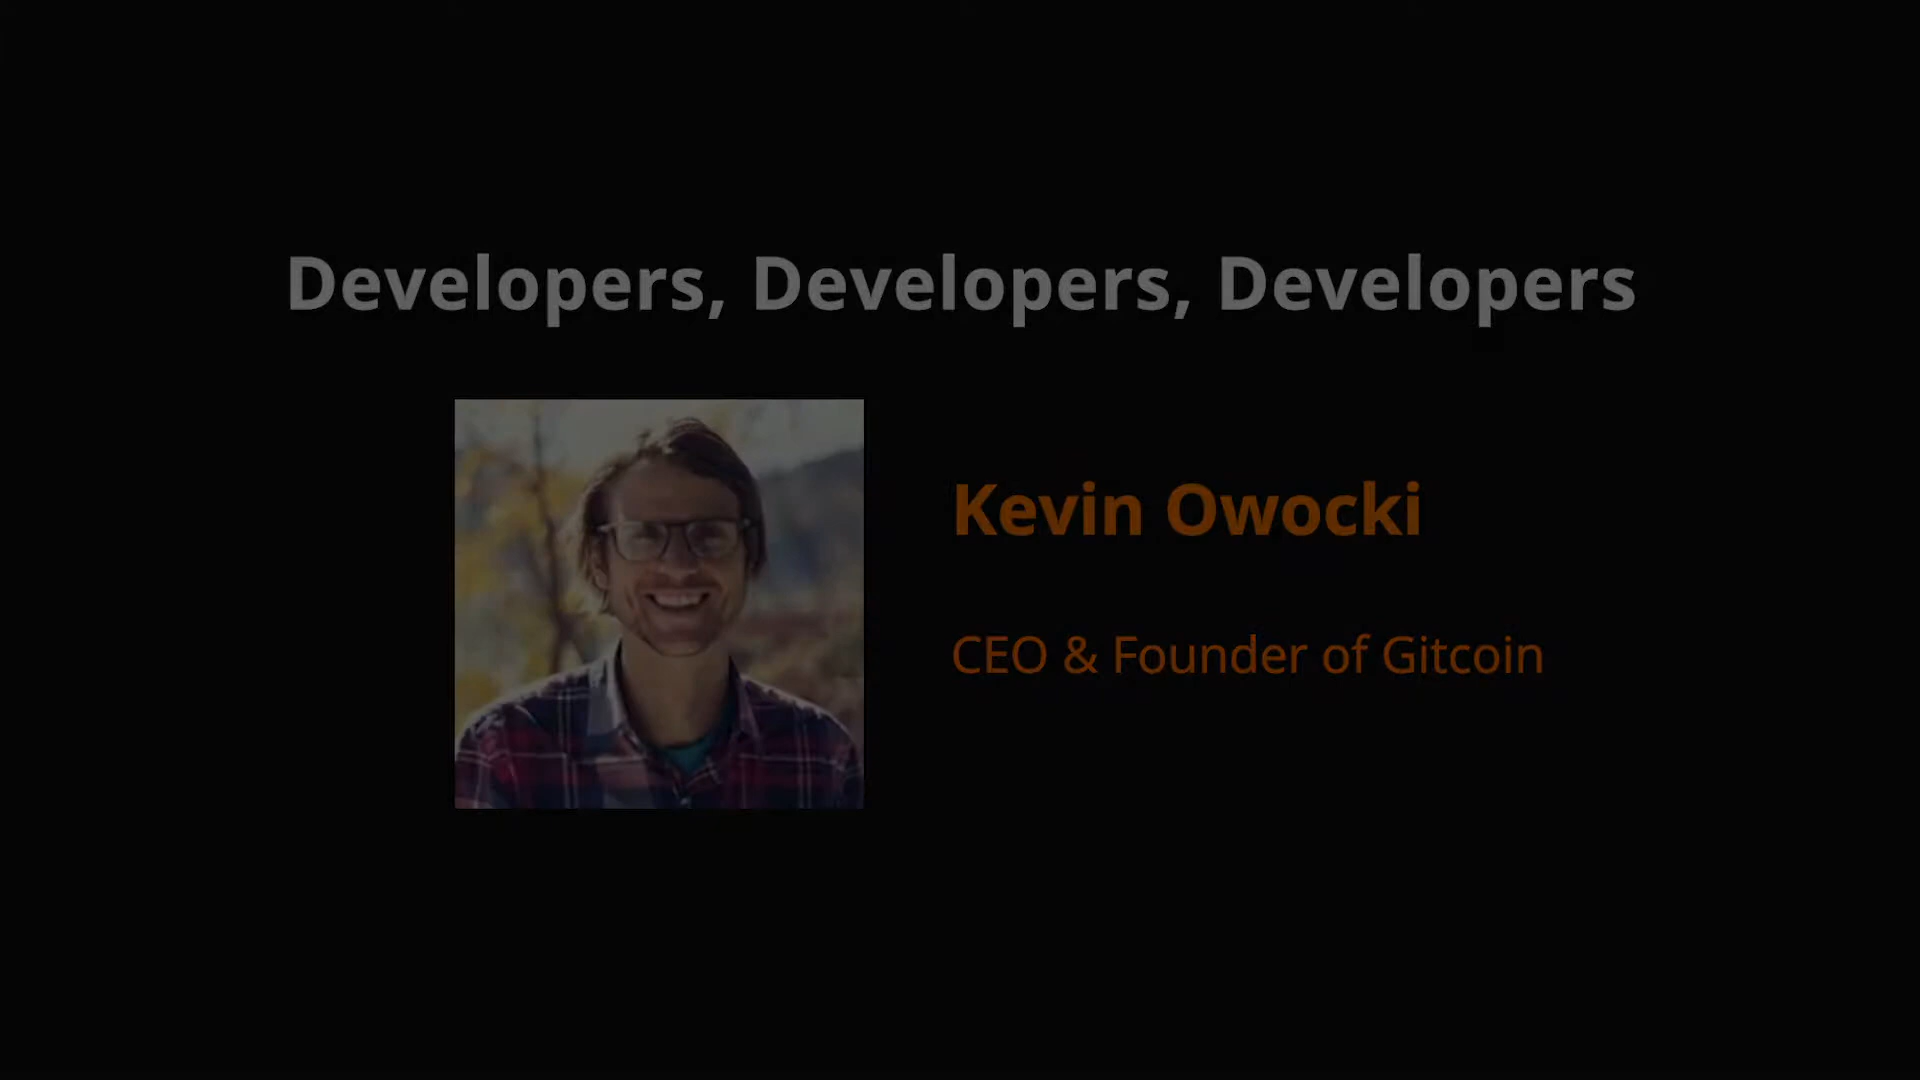 Developers, Developers, Developers
Kevin Owocki
CEO & Founder of Gitcoin